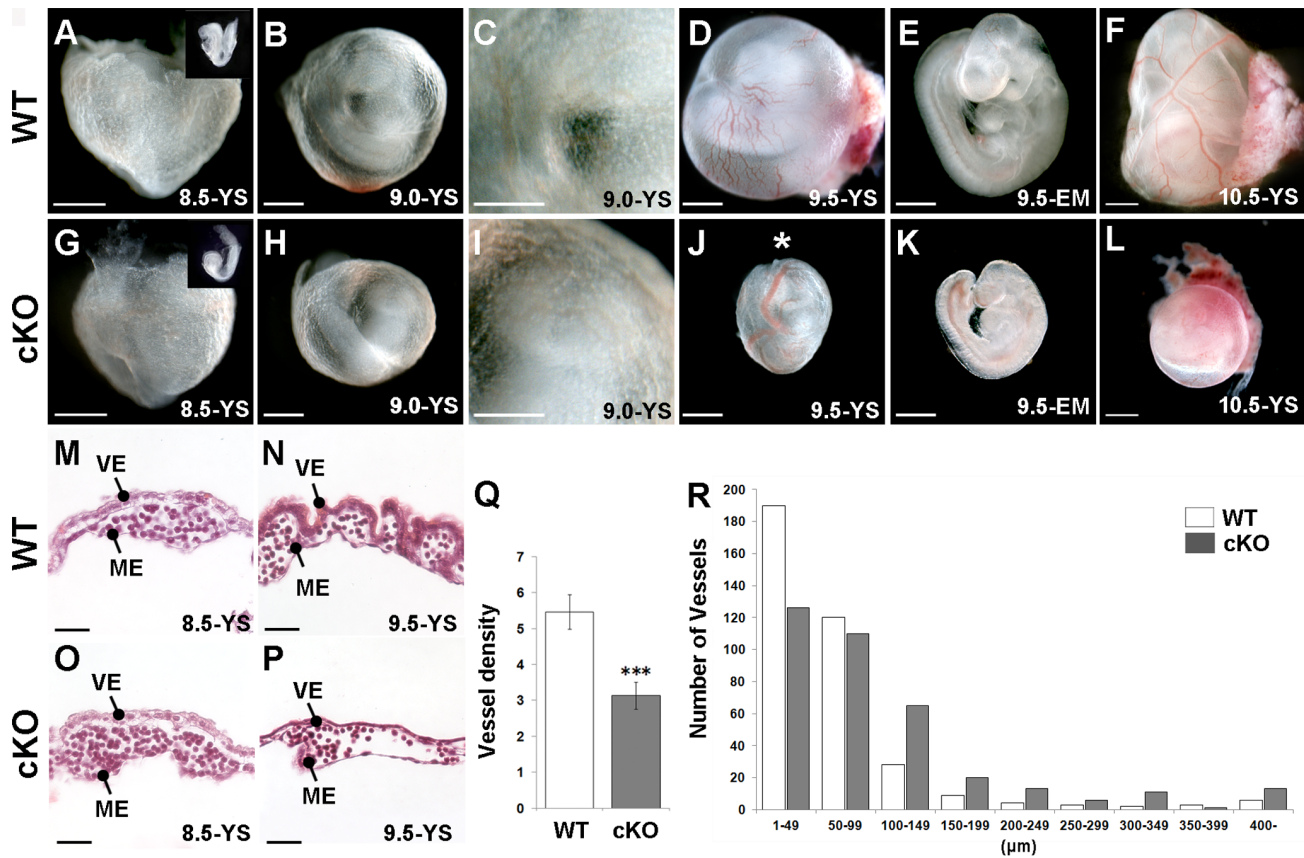 A B C D E F
WT
8.5-YS 9.0-YS 9.0-YS 9.5-YS 9.5-EM 10.5-YS
G H I J * K L
cKO
8.5-YS 9.0-YS 9.0-YS 9.5-YS 9.5-EM 10.5-YS
M VE N VE
WT
ME ME
8.5-YS 9.5-YS
O VE P VE
cKO
ME ME
8.5-YS 9.5-YS
Q
Vessel density
7
6
5
4
3
2
1
0
***
WT cKO
R
Number of Vessels
200
180
160
140
120
100
80
60
40
20
0
WT
cKO
1-49 50-99 100-149 150-199 200-249 250-299 300-349 350-399 400-
(µm)